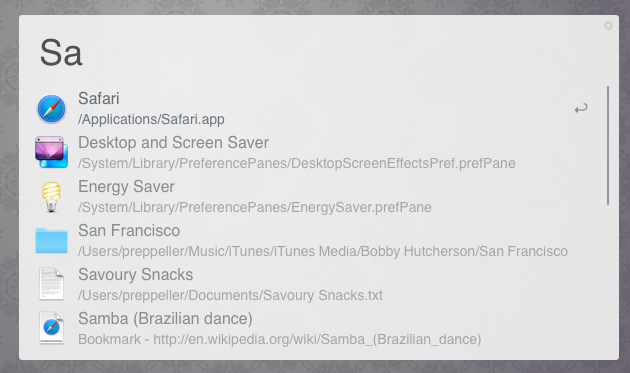 Sa
Safari
/Applications/Safari.app
Desktop and Screen Saver
/System/Library/PreferencePanes/DesktopScreenEffectsPref.prefPane
Energy Saver
/System/Library/PreferencePanes/EnergySaver.prefPane
San Francisco
/Users/preppeller/Music/iTunes/iTunes Media/Bobby Hutcherson/San Francisco
Savoury Snacks
/Users/preppeller/Documents/Savoury Snacks.txt
Samba (Brazilian dance)
Bookmark - http://en.wikipedia.org/wiki/Samba_(Brazilian_dance)